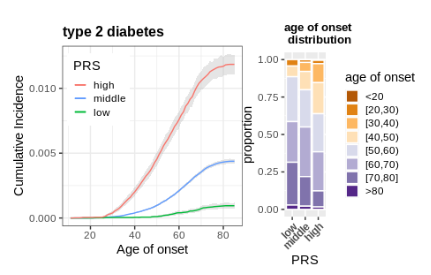 type 2 diabetes
Cumulative Incidence
0.010
0.005
0.000
PRS
high
middle
low
20
40
60
80
Age of onset
age of onset
distribution
proportion
1.00
0.75
0.50
0.25
0.00
low
middle
high
PRS
age of onset
<20
[20,30)
[30,40)
[40,50)
[50,60)
[60,70)
[70,80]
>80